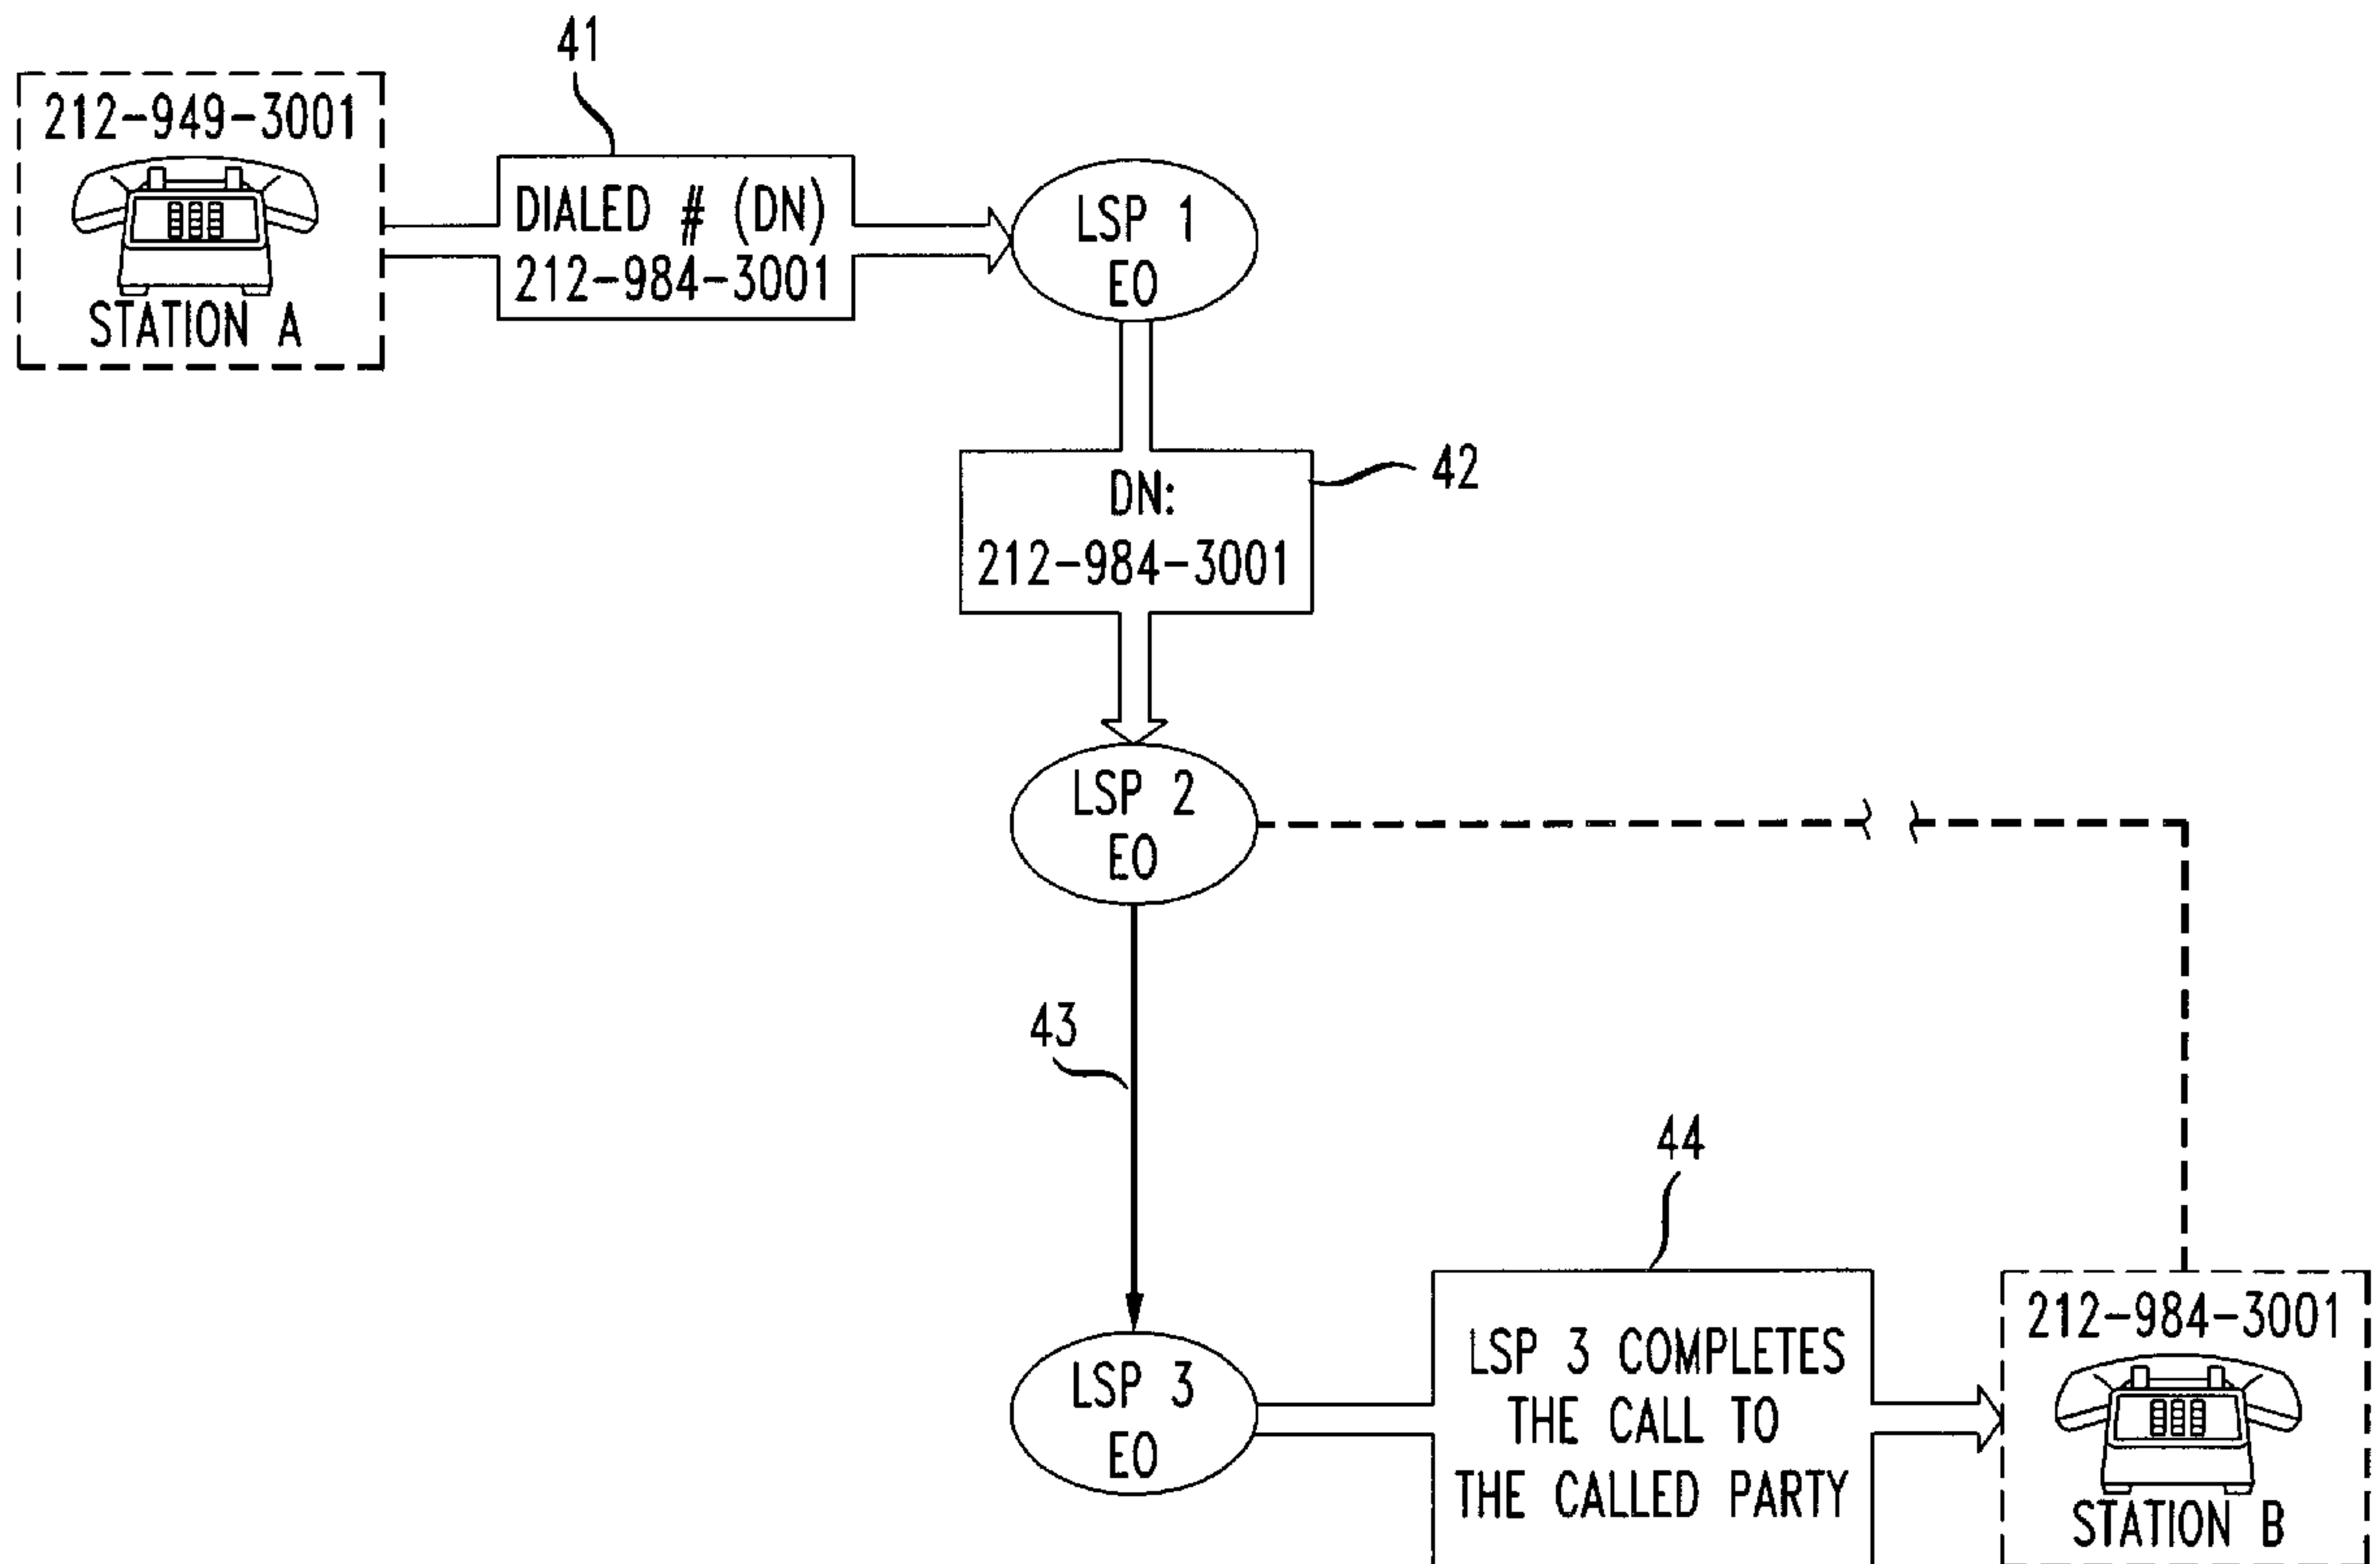 41
212-949-3001
STATION A
DIALED # (DN)
212-984-3001
LSP 1
EO
DN:
212-984-3001
42
LSP 2
EO
43
44
LSP 3
EO
LSP 3 COMPLETES
THE CALL TO
THE CALLED PARTY
212-984-3001
STATION B